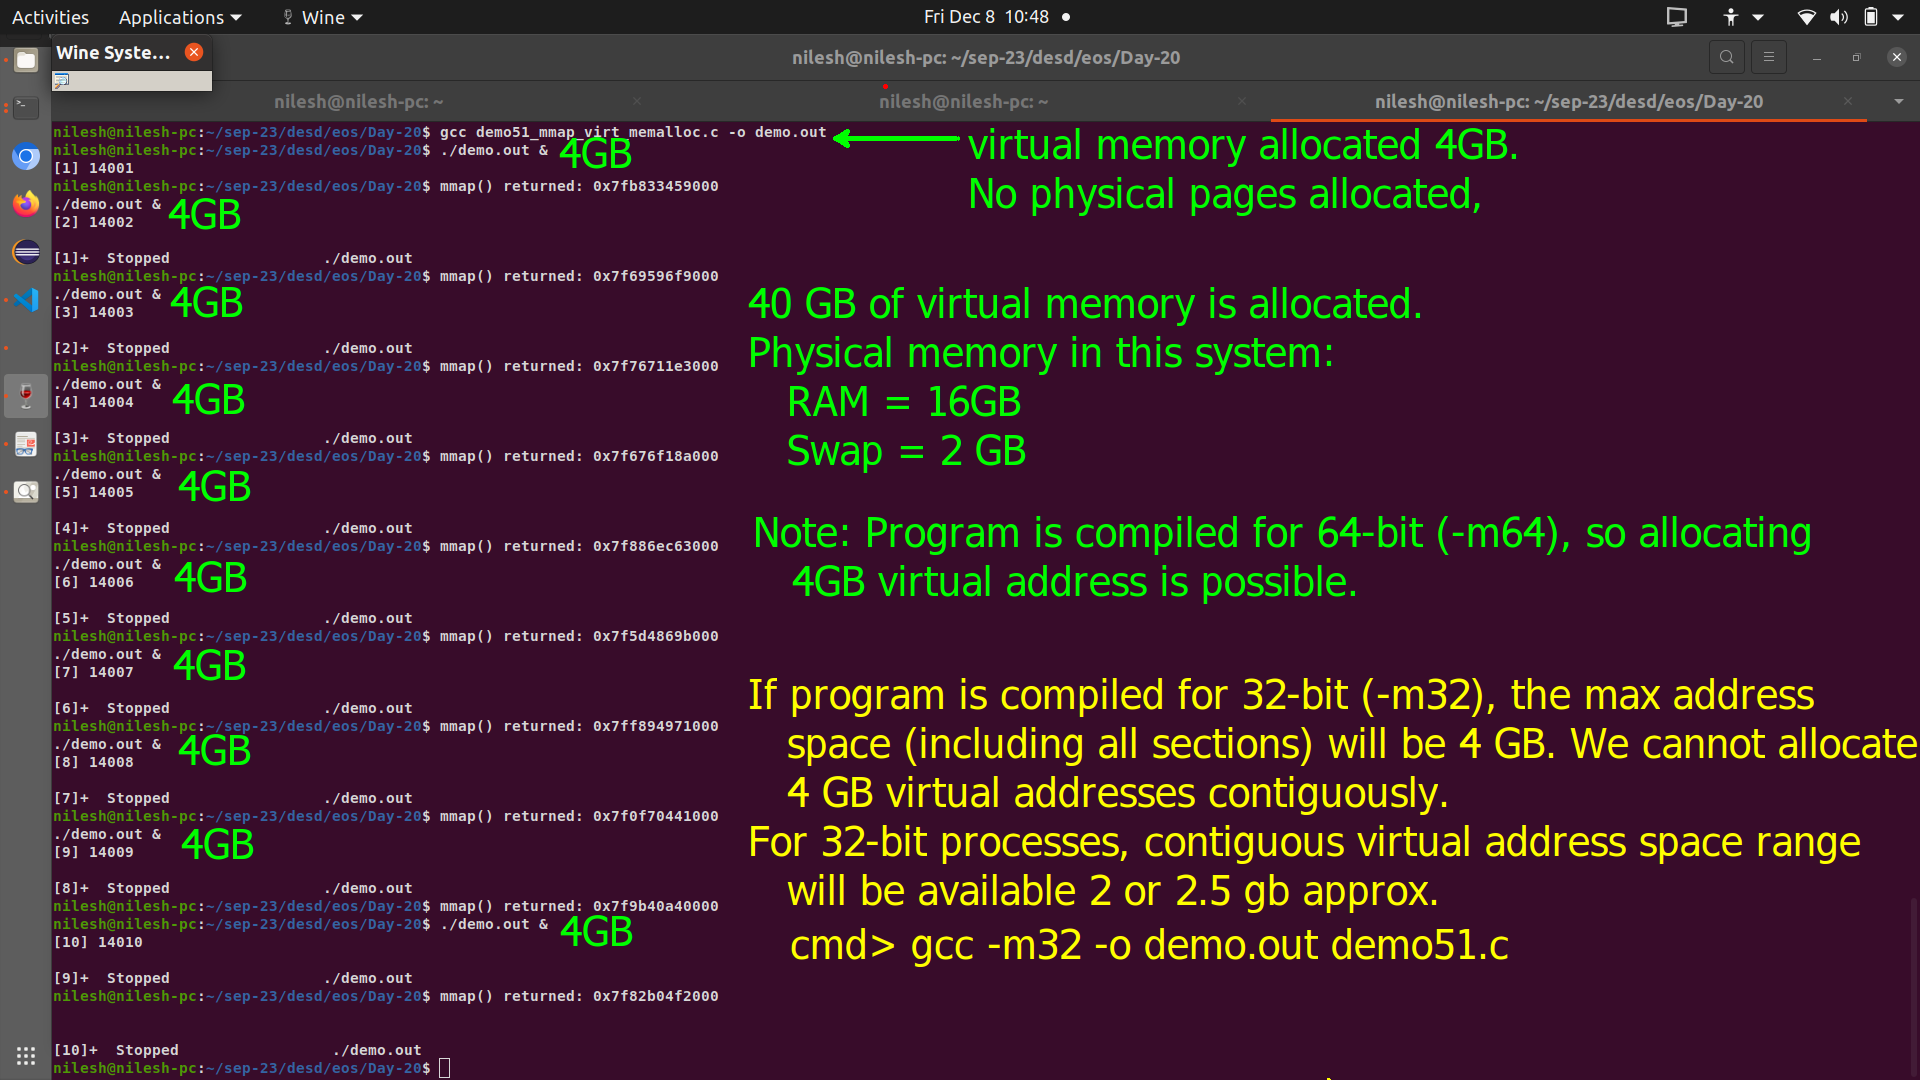 Activities Applications Wine Fri Dec 8 10:48
Wine Syste...
nilesh@nilesh-pc: ~/sep-23/desd/eos/Day-20
nilesh@nilesh-pc: ~ nilesh@nilesh-pc: ~ nilesh@nilesh-pc: ~/sep-23/desd/eos/Day-20
nilesh@nilesh-pc:~/sep-23/desd/eos/Day-20$ gcc demo51_mmap_virt_memalloc.c -o demo.out
nilesh@nilesh-pc:~/sep-23/desd/eos/Day-20$ ./demo.out & 4GB
[1] 14001
nilesh@nilesh-pc:~/sep-23/desd/eos/Day-20$ mmap() returned: 0x7fb833459000
./demo.out & 4GB
[2] 14002
[1]+ Stopped ./demo.out
nilesh@nilesh-pc:~/sep-23/desd/eos/Day-20$ mmap() returned: 0x7f69596f9000
./demo.out & 4GB
[3] 14003
[2]+ Stopped ./demo.out
nilesh@nilesh-pc:~/sep-23/desd/eos/Day-20$ mmap() returned: 0x7f76711e3000
./demo.out & 4GB
[4] 14004
[3]+ Stopped ./demo.out
nilesh@nilesh-pc:~/sep-23/desd/eos/Day-20$ mmap() returned: 0x7f676f18a000
./demo.out & 4GB
[5] 14005
[4]+ Stopped ./demo.out
nilesh@nilesh-pc:~/sep-23/desd/eos/Day-20$ mmap() returned: 0x7f886ec63000
./demo.out & 4GB
[6] 14006
[5]+ Stopped ./demo.out
nilesh@nilesh-pc:~/sep-23/desd/eos/Day-20$ mmap() returned: 0x7f5d4869b000
./demo.out & 4GB
[7] 14007
[6]+ Stopped ./demo.out
nilesh@nilesh-pc:~/sep-23/desd/eos/Day-20$ mmap() returned: 0x7ff894971000
./demo.out & 4GB
[8] 14008
[7]+ Stopped ./demo.out
nilesh@nilesh-pc:~/sep-23/desd/eos/Day-20$ mmap() returned: 0x7f0f70441000
./demo.out & 4GB
[9] 14009
[8]+ Stopped ./demo.out
nilesh@nilesh-pc:~/sep-23/desd/eos/Day-20$ mmap() returned: 0x7f9b40a40000
nilesh@nilesh-pc:~/sep-23/desd/eos/Day-20$ ./demo.out & 4GB
[10] 14010
[9]+ Stopped ./demo.out
nilesh@nilesh-pc:~/sep-23/desd/eos/Day-20$ mmap() returned: 0x7f82b04f2000
[10]+ Stopped ./demo.out
nilesh@nilesh-pc:~/sep-23/desd/eos/Day-20$
virtual memory allocated 4GB.
No physical pages allocated,
40 GB of virtual memory is allocated.
Physical memory in this system:
RAM = 16GB
Swap = 2 GB
Note: Program is compiled for 64-bit (-m64), so allocating
4GB virtual address is possible.
If program is compiled for 32-bit (-m32), the max address
space (including all sections) will be 4 GB. We cannot allocate
4 GB virtual addresses contiguously.
For 32-bit processes, contiguous virtual address space range
will be available 2 or 2.5 gb approx.
cmd> gcc -m32 -o demo.out demo51.c